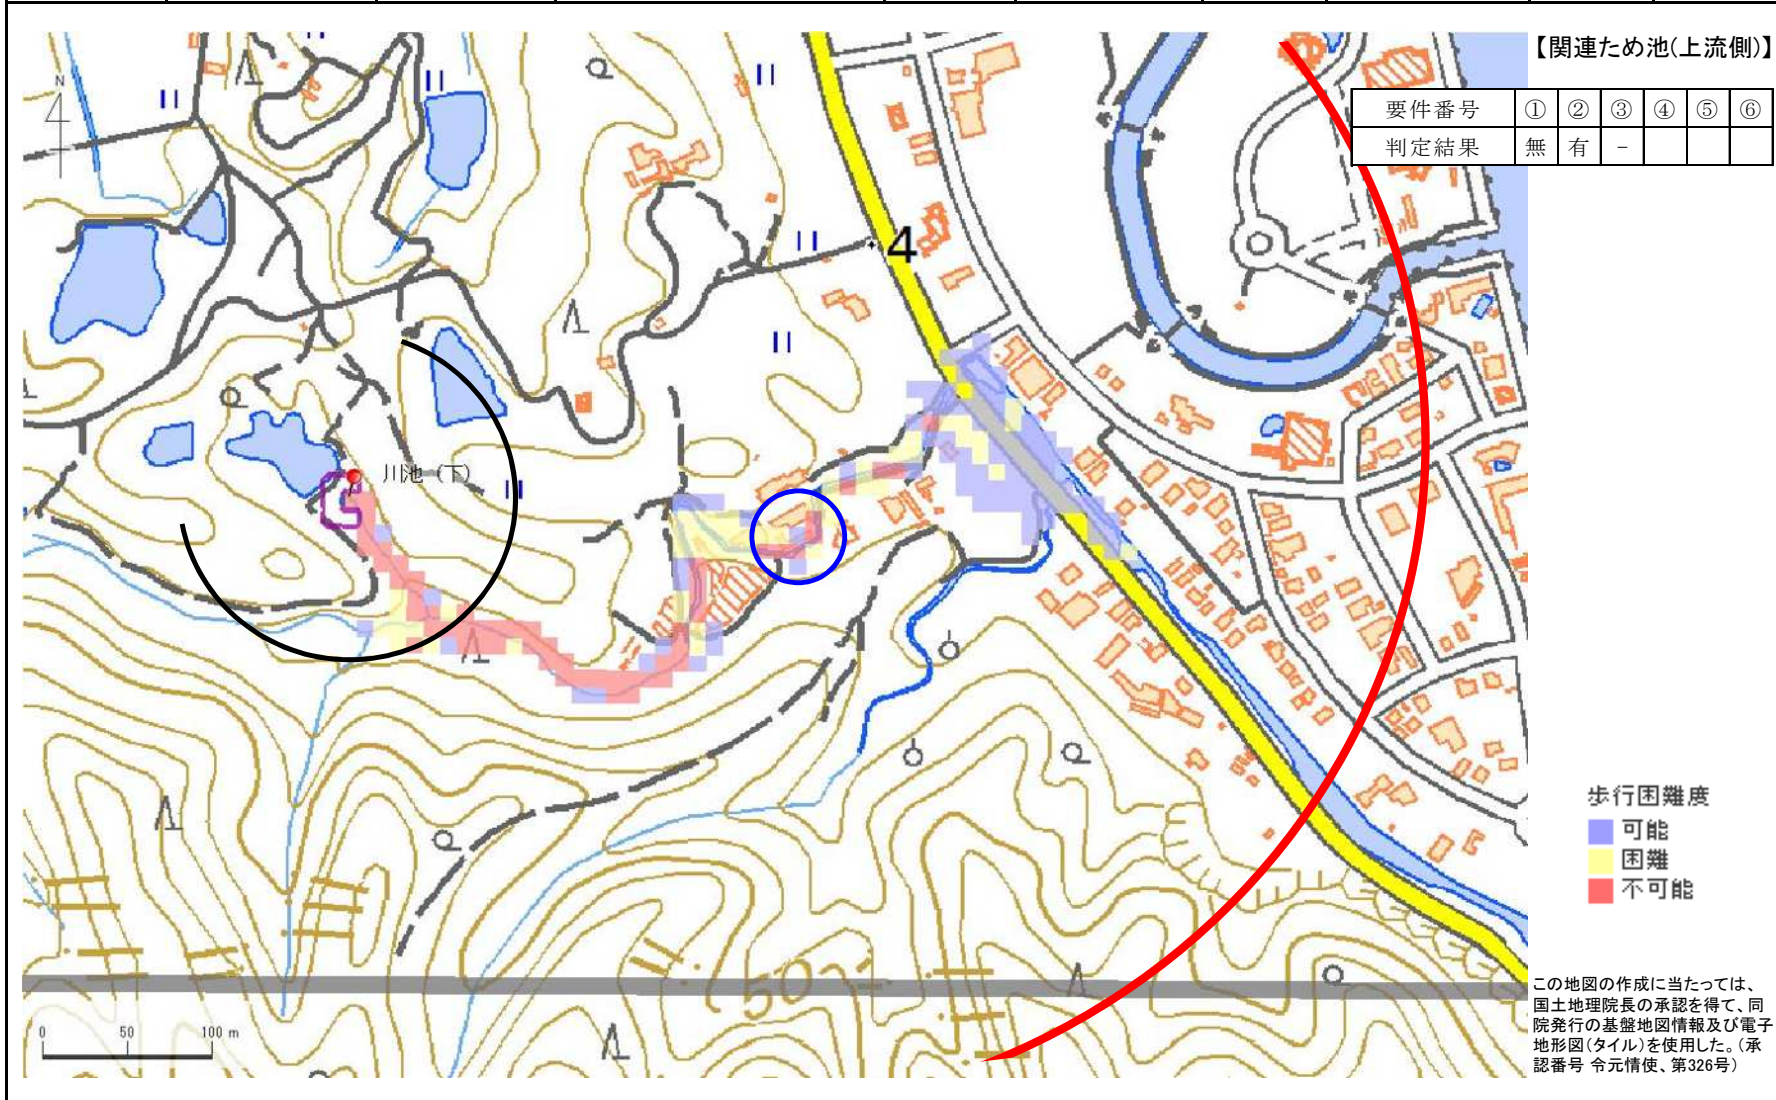 【関連ため池(上流側)】
要件番号 ① ② ③ ④ ⑤ ⑥
判定結果 無 有 -
N
4
川池（下）
歩行困難度
可能
困難
不可能
50
0 50 100 m
この地図の作成に当たっては、
国土地理院長の承認を得て、同
院発行の基盤地図情報及び電子
地形図(タイル)を使用した。(承
認番号 令元情使、第326号)